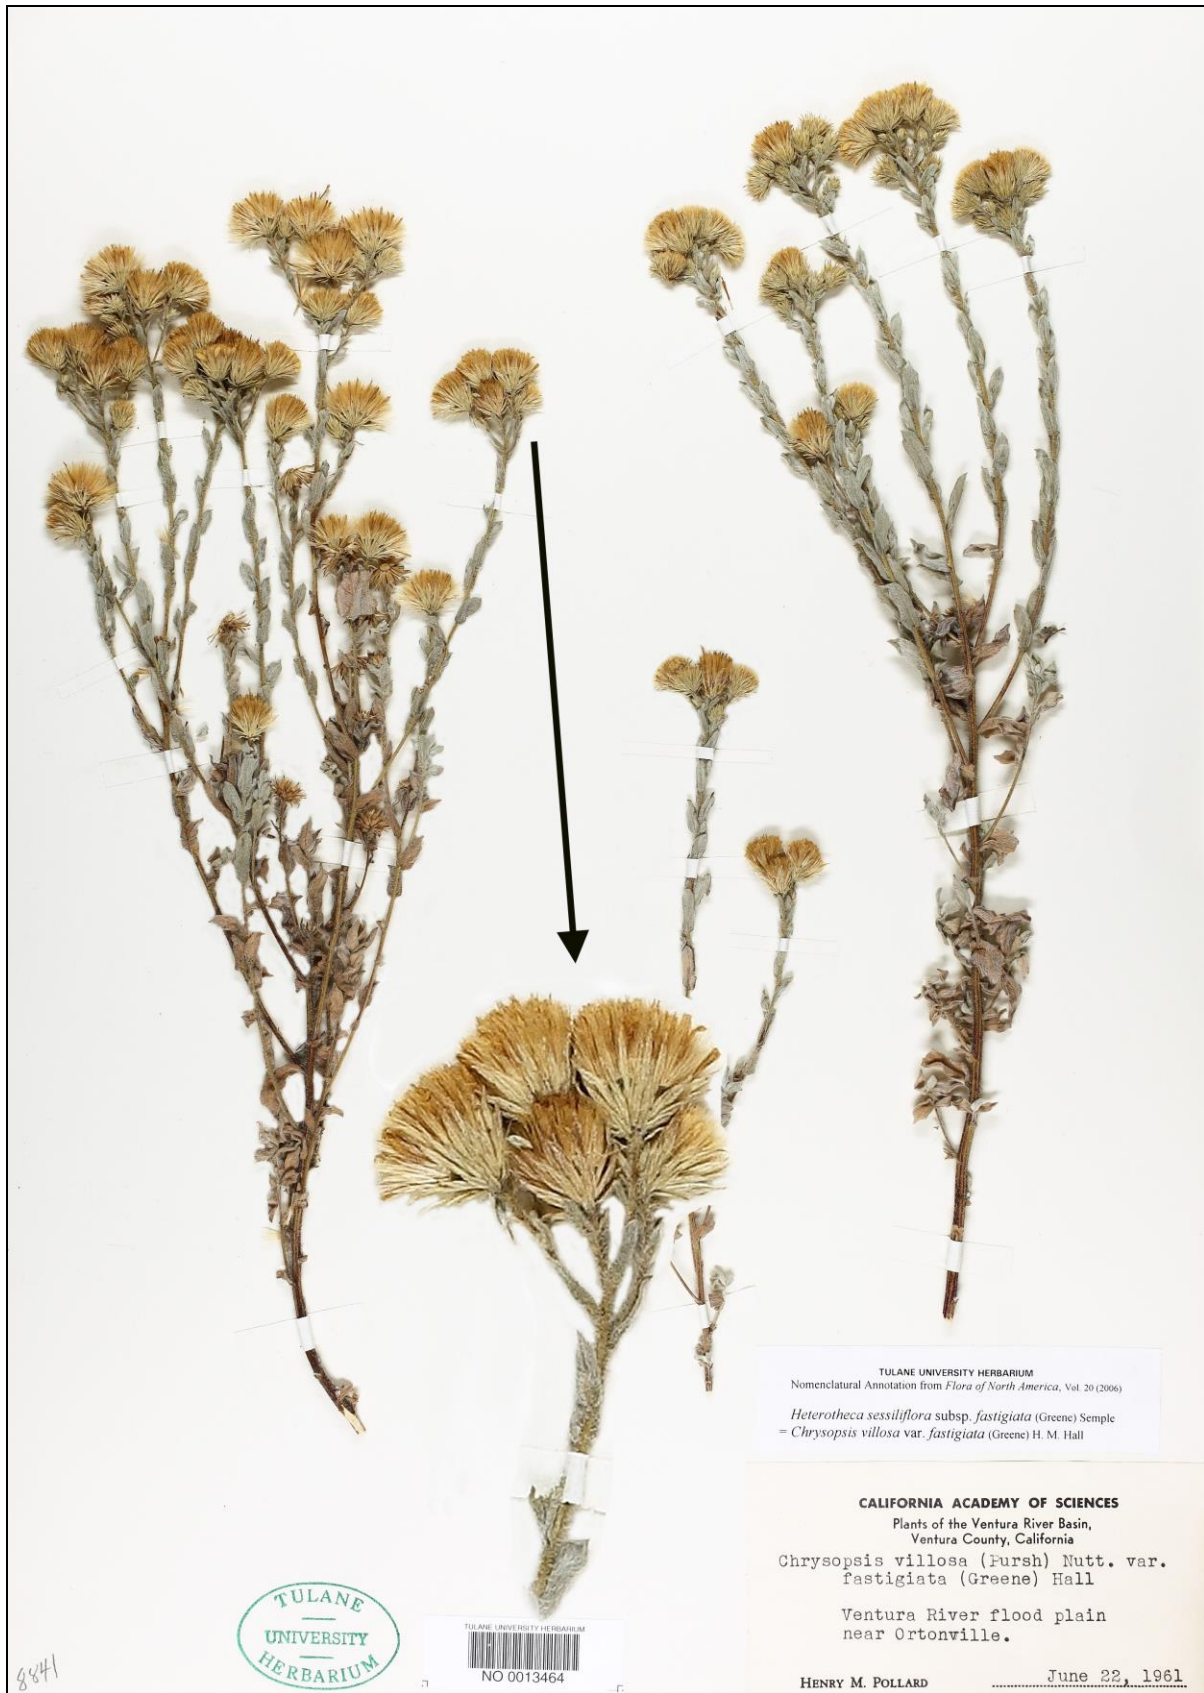 TULANE UNIVERSITY HERBARIUM
Nomenclatural Annotation from Flora of North America, Vol. 20 (2006)
Heterotheca sessiliflora subsp. fastigiata (Greene) Semple
= Chrysopsis villosa var. fastigiata (Greene) H. M. Hall
CALIFORNIA ACADEMY OF SCIENCES
Plants of the Ventura River Basin,
Ventura County, California
Chrysopsis villosa (Pursh) Nutt. var.
fastigiata (Greene) Hall
Ventura River flood plain
near Ortonville.
HENRY M. POLLARD June 22, 1961
TULANE
UNIVERSITY
HERBARIUM
TULANE UNIVERSITY HERBARIUM
NO 0013464
8841